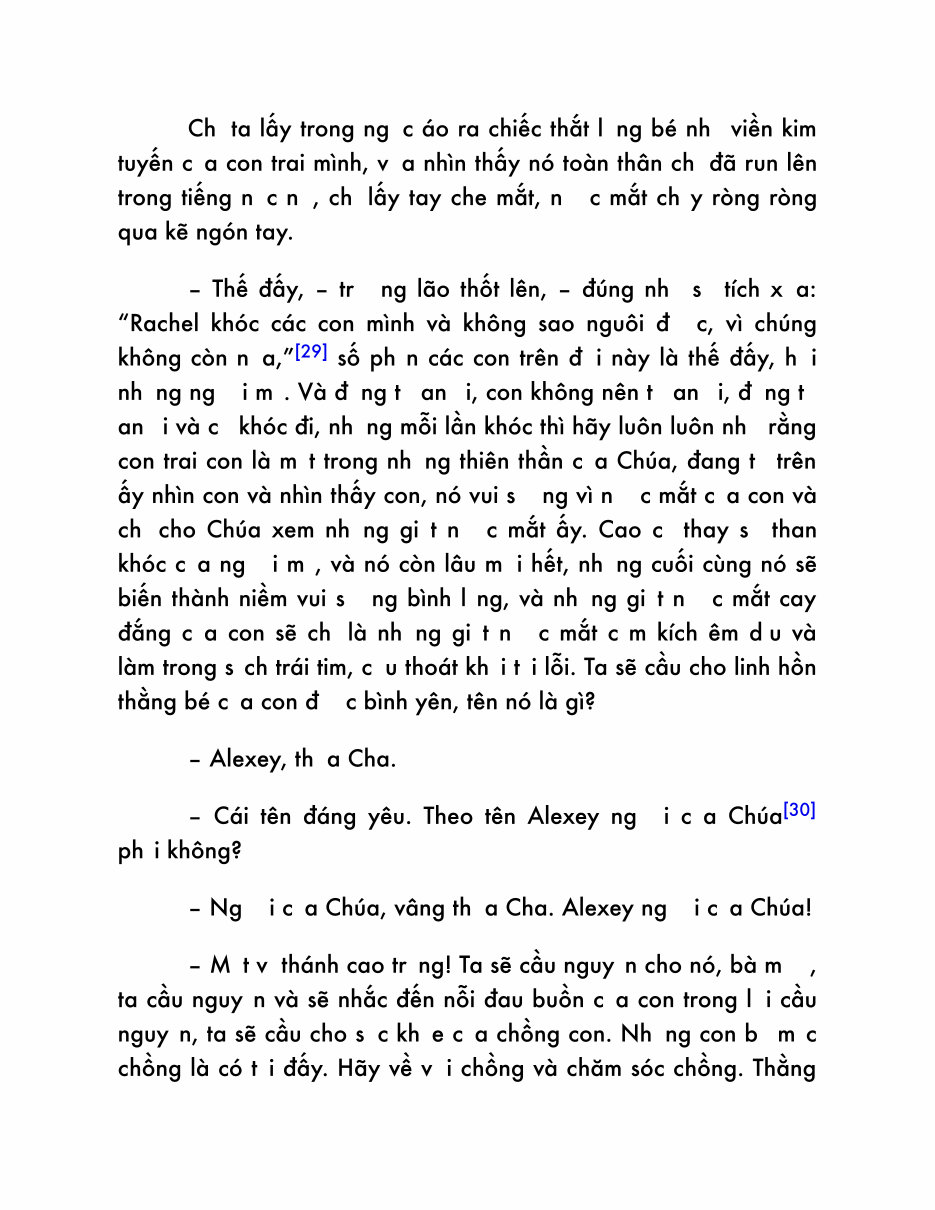 Ch ta lấy trong ng c áo ra chiếc thắt l ng bé nh viền kim
tuyến c a con trai mình, v a nhìn thấy nó toàn thân ch đã run lên
trong tiếng n c n , ch lấy tay che mắt, n c mắt ch y ròng ròng
qua kẽ ngón tay.
– Thế đấy, – tr ng lão thốt lên, – đúng nh s tích x a:
“Rachel khóc các con mình và không sao nguôi đ c, vì chúng
không còn n a,”[29] số ph n các con trên đ i này là thế đấy, h i
nh ng ng i m . Và đ ng t an i, con không nên t an i, đ ng t
an i và c khóc đi, nh ng mỗi lần khóc thì hãy luôn luôn nh rằng
con trai con là m t trong nh ng thiên thần c a Chúa, đang t trên
ấy nhìn con và nhìn thấy con, nó vui s ng vì n c mắt c a con và
ch cho Chúa xem nh ng gi t n c mắt ấy. Cao c thay s than
khóc c a ng i m , và nó còn lâu m i hết, nh ng cuối cùng nó sẽ
biến thành niềm vui s ng bình l ng, và nh ng gi t n c mắt cay
đắng c a con sẽ ch là nh ng gi t n c mắt c m kích êm d u và
làm trong s ch trái tim, c u thoát kh i t i lỗi. Ta sẽ cầu cho linh hồn
thằng bé c a con đ c bình yên, tên nó là gì?
– Alexey, th a Cha.
– Cái tên đáng yêu. Theo tên Alexey ng i c a Chúa[30]
ph i không?
– Ng i c a Chúa, vâng th a Cha. Alexey ng i c a Chúa!
– M t v thánh cao tr ng! Ta sẽ cầu nguy n cho nó, bà m ,
ta cầu nguy n và sẽ nhắc đến nỗi đau buồn c a con trong l i cầu
nguy n, ta sẽ cầu cho s c kh e c a chồng con. Nh ng con b m c
chồng là có t i đấy. Hãy về v i chồng và chăm sóc chồng. Thằng